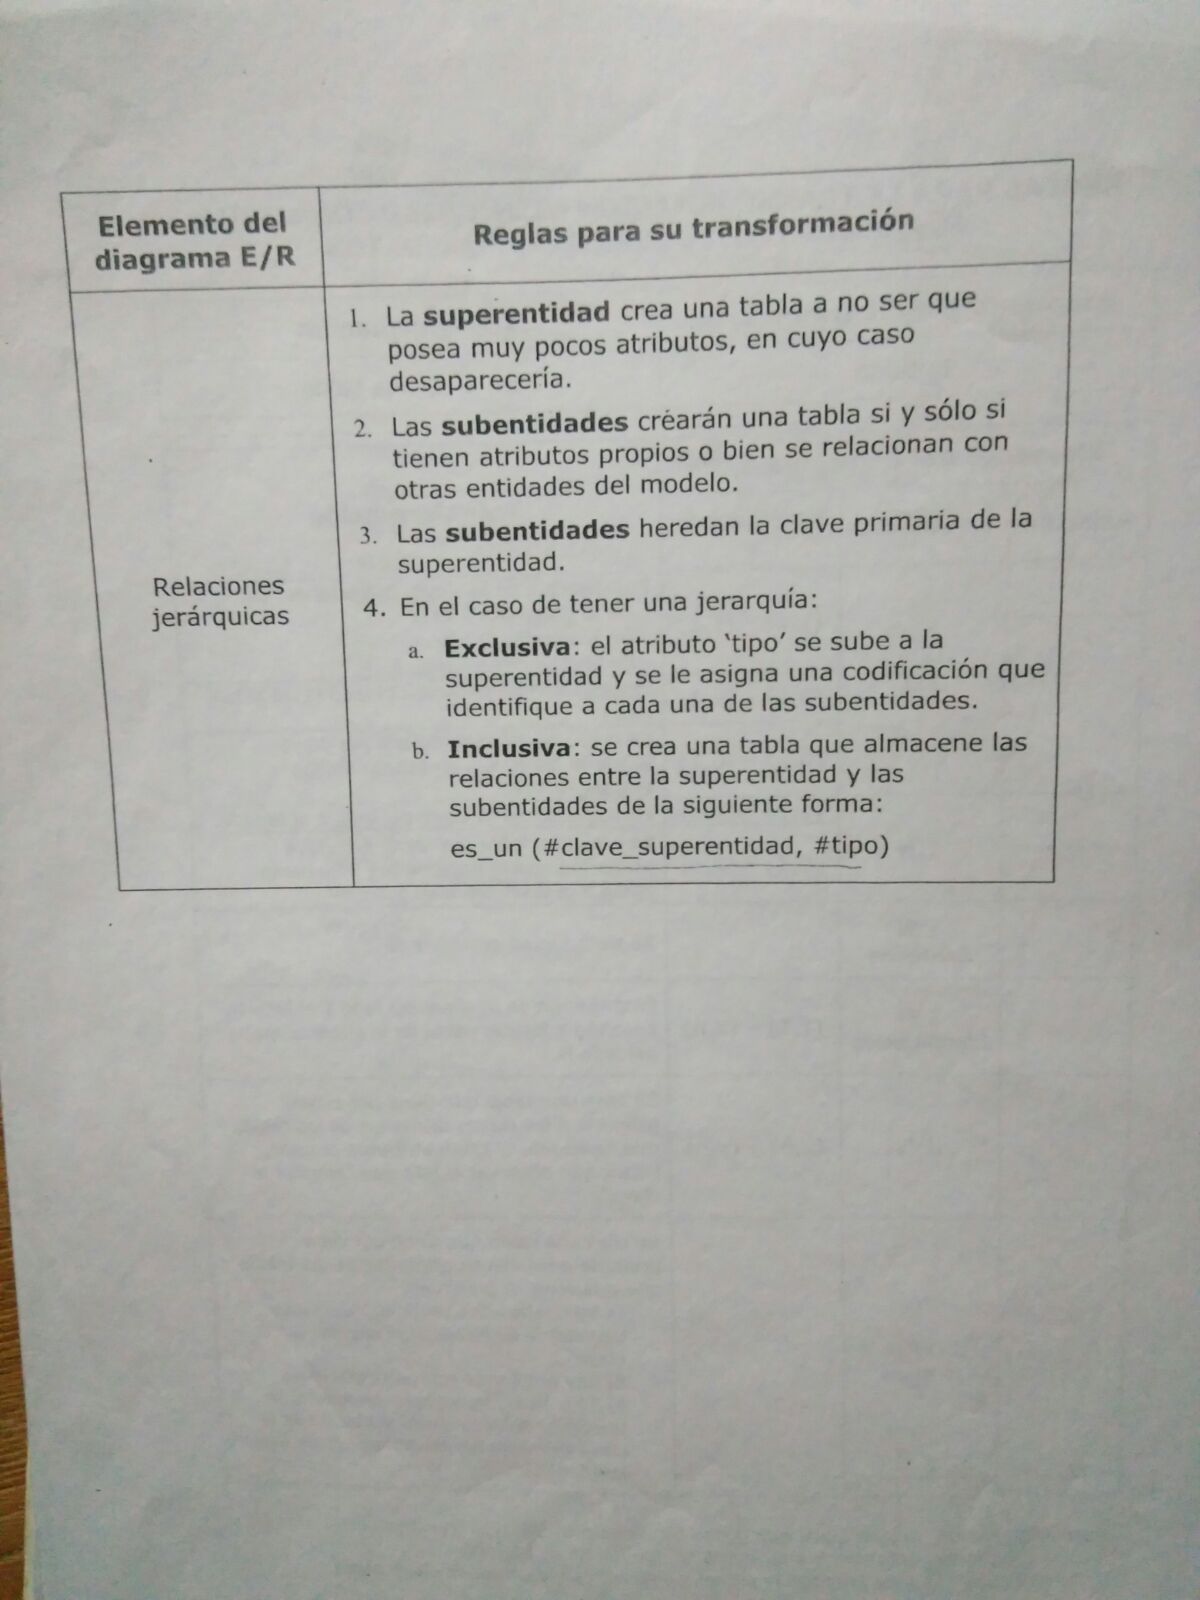 Elemento del
diagrama E/R
Reglas para su transformación
Relaciones
jerárquicas
1. La superentidad crea una tabla a no ser que
posea muy pocos atributos, en cuyo caso
desaparecería.
2. Las subentidades crearán una tabla si y sólo si
tienen atributos propios o bien se relacionan con
otras entidades del modelo.
3. Las subentidades heredan la clave primaria de la
superentidad.
4. En el caso de tener una jerarquía:
a. Exclusiva: el atributo ‘tipo’ se sube a la
superentidad y se le asigna una codificación que
identifique a cada una de las subentidades.
b. Inclusiva: se crea una tabla que almacene las
relaciones entre la superentidad y las
subentidades de la siguiente forma:
es_un (#clave_superentidad, #tipo)